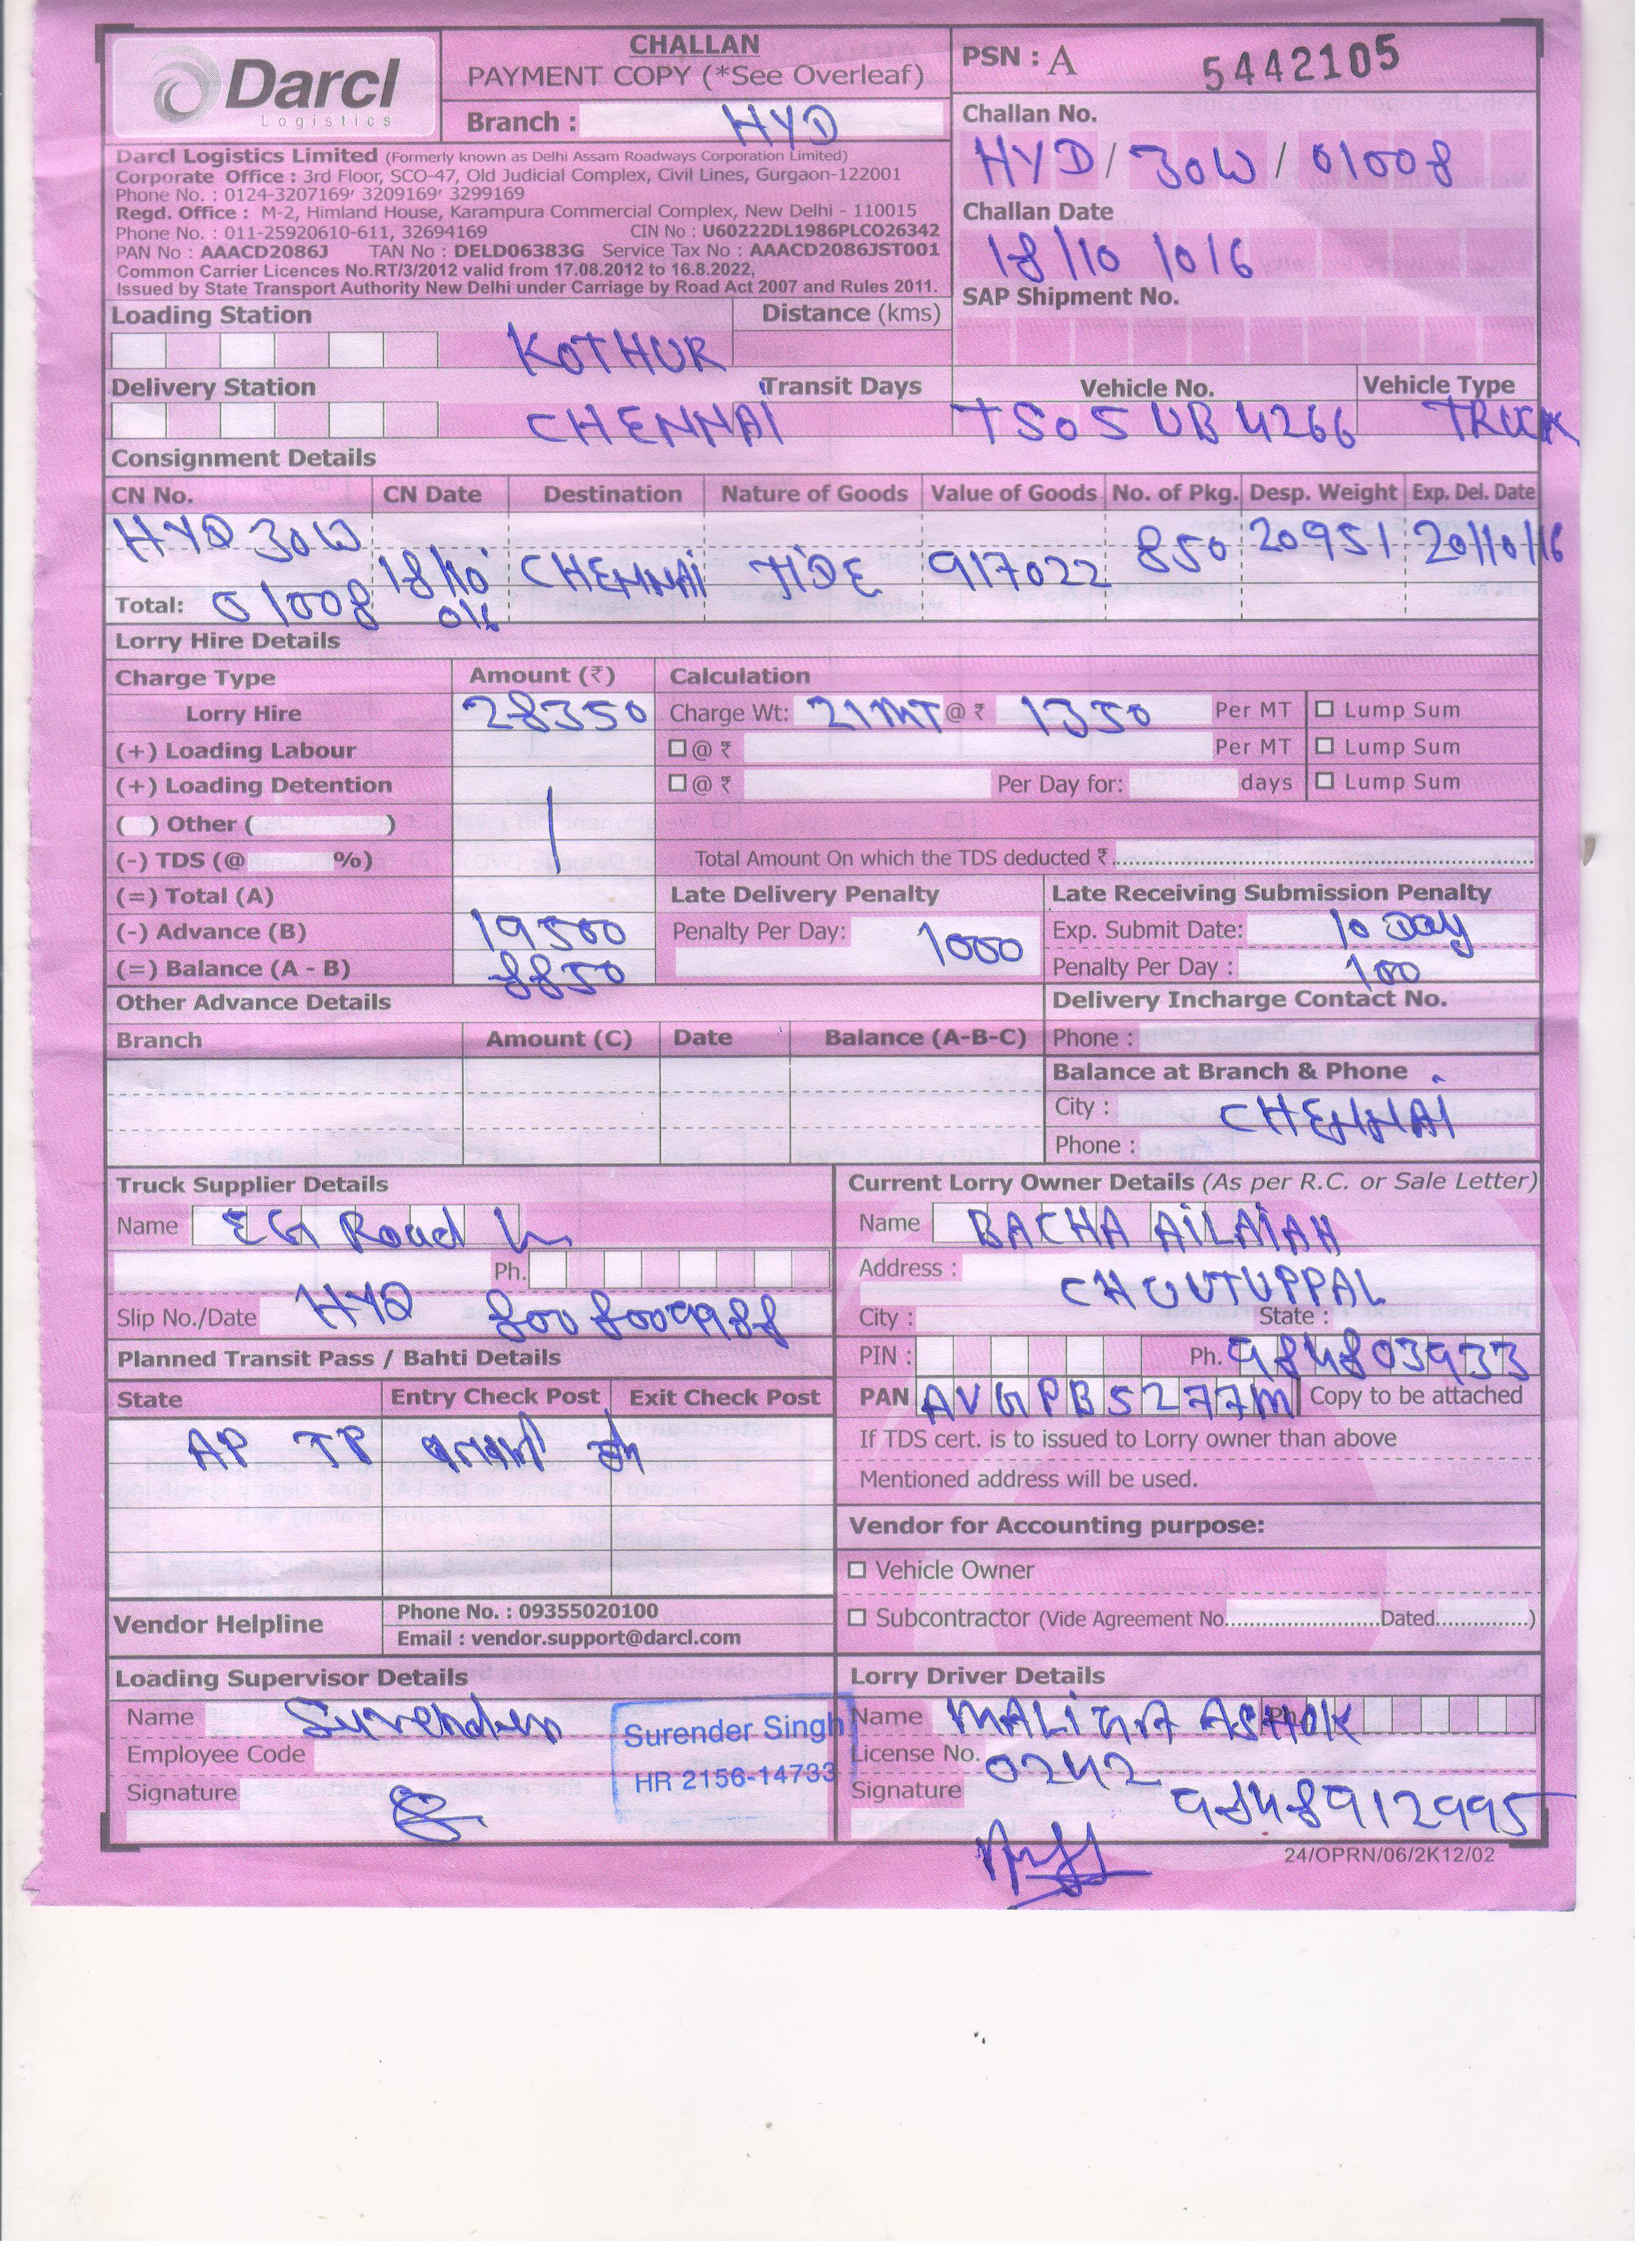 Darcl
Logistics
CHALLAN
PAYMENT COPY (*See Overleaf)
Branch : HYD
PSN : A 5442105
Challan No.
HYD / 30W / 01008
Challan Date
18/10/016
SAP Shipment No.
Darcl Logistics Limited (Formerly known as Delhi Assam Roadways Corporation Limited)
Corporate Office : 3rd Floor, SCO-47, Old Judicial Complex, Civil Lines, Gurgaon-122001
Phone No. : 0124-3207169, 3209169, 3299169
Regd. Office : M-2, Himland House, Karampura Commercial Complex, New Delhi - 110015
Phone No. : 011-25920610-611, 32694169 CIN No : U60222DL1986PLCO26342
PAN No : AAACD2086J TAN No : DELD06383G Service Tax No : AAACD2086JST001
Common Carrier Licences No.RT/3/2012 valid from 17.08.2012 to 16.8.2022,
Issued by State Transport Authority New Delhi under Carriage by Road Act 2007 and Rules 2011.
Loading Station KOTHUR Distance (kms)
Delivery Station CHENNAI Transit Days
Vehicle No. Vehicle Type
TS05UB4266 TRUCK
Consignment Details
CN No. CN Date Destination Nature of Goods Value of Goods No. of Pkg. Desp. Weight Exp. Del. Date
HYD 30W 18/10 CHENNAI TIDE 917022 850 20951 20/10/16
Total: 01008 016
Lorry Hire Details
Charge Type Amount (₹) Calculation
Lorry Hire 28350 Charge Wt: 21MT @ ₹ 1350 Per MT Lump Sum
(+) Loading Labour @ ₹ Per MT Lump Sum
(+) Loading Detention @ ₹ Per Day for: days Lump Sum
( ) Other ( )
(-) TDS (@ %) Total Amount On which the TDS deducted ₹
(=) Total (A) Late Delivery Penalty Late Receiving Submission Penalty
(-) Advance (B) 19500 Penalty Per Day: 1000 Exp. Submit Date: 10 Day
(=) Balance (A - B) 8850 Penalty Per Day : 100
Other Advance Details Delivery Incharge Contact No.
Branch Amount (C) Date Balance (A-B-C) Phone :
Balance at Branch & Phone
City : CHENNAI
Phone :
Truck Supplier Details
Name EG Road
Ph.
Slip No./Date HYD 8008009988
Current Lorry Owner Details (As per R.C. or Sale Letter)
Name BACHA AILAIAH
Address : CHOUTUPPAL
City : State :
PIN : Ph. 984803933
PAN AVGPB5277M Copy to be attached
If TDS cert. is to issued to Lorry owner than above
Mentioned address will be used.
Planned Transit Pass / Bahti Details
State Entry Check Post Exit Check Post
AP TP
Vendor for Accounting purpose:
Vehicle Owner
Subcontractor (Vide Agreement No. Dated )
Vendor Helpline
Phone No. : 09355020100
Email : vendor.support@darcl.com
Loading Supervisor Details
Name Surender
Employee Code
Signature
Surender Singh
HR 2156-14733
Lorry Driver Details
Name ASHOK Ph.
License No. 0242
Signature 9848912995
24/OPRN/06/2K12/02